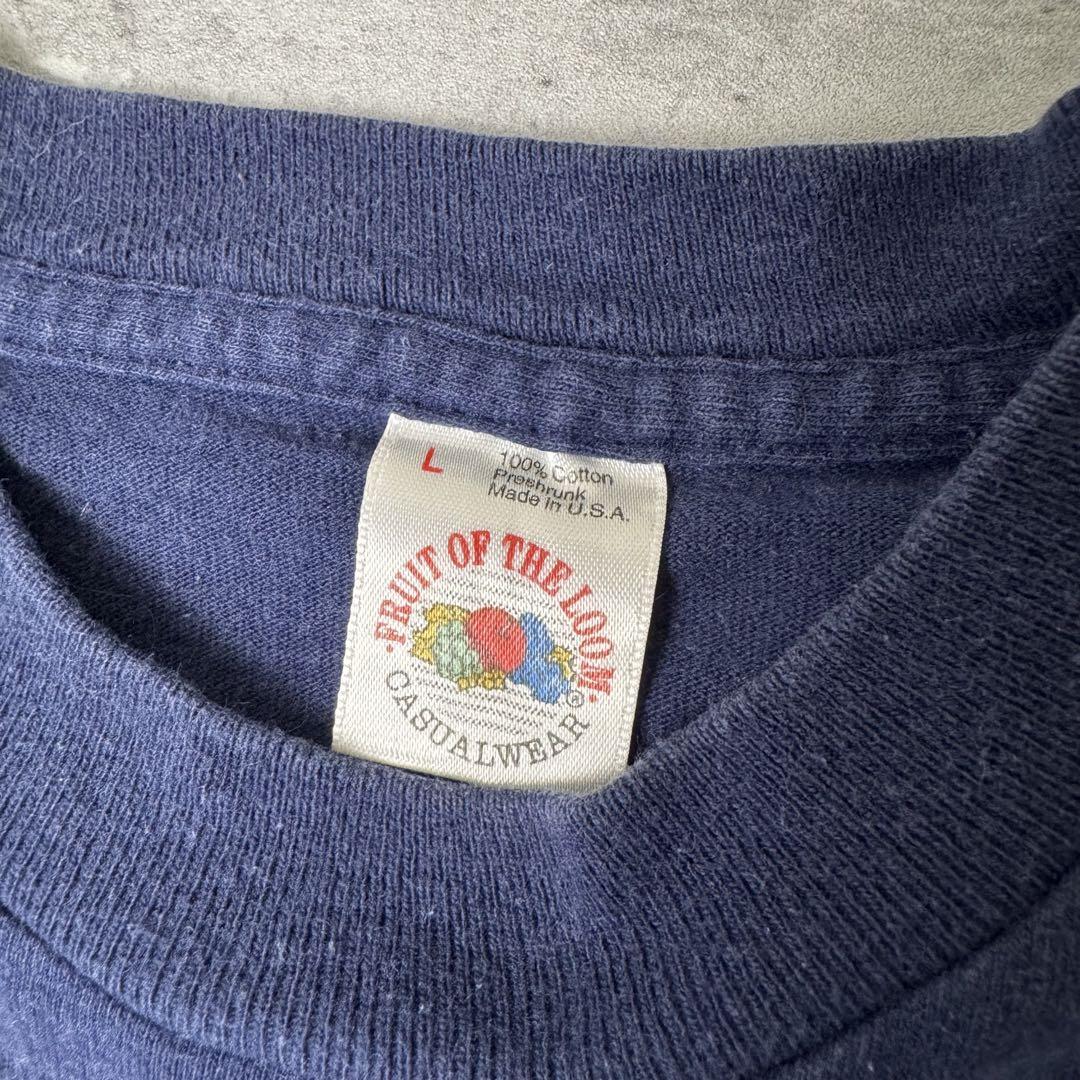 L
100% Cotton
Preshrunk
Made in U.S.A.
·FRUIT OF THE LOOM·
®
CASUALWEAR